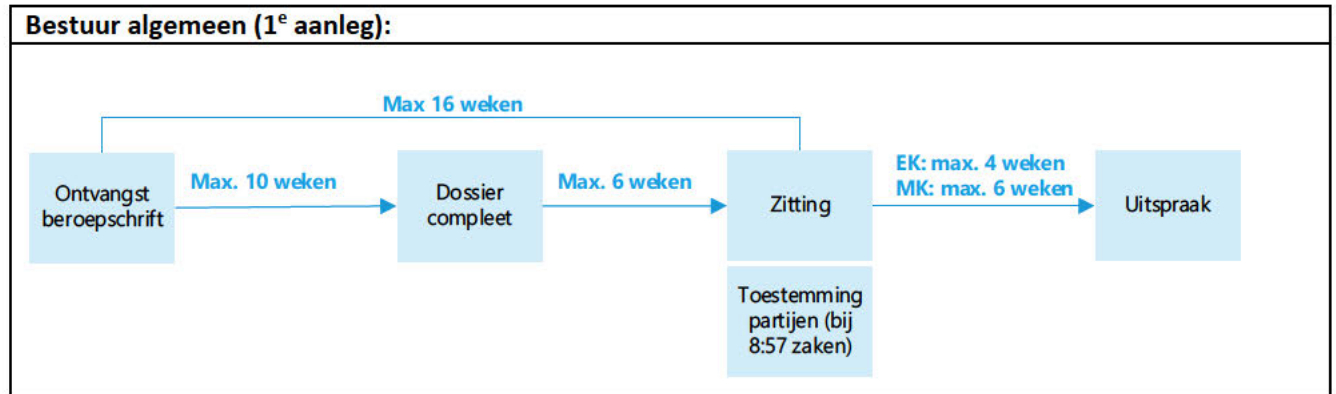 Bestuur algemeen (1e aanleg):
Max 16 weken
Ontvangst
beroepschrift
Max. 10 weken
Dossier
compleet
Max. 6 weken
Zitting
EK: max. 4 weken
MK: max. 6 weken
Uitspraak
Toestemming
partijen (bij
8:57 zaken)